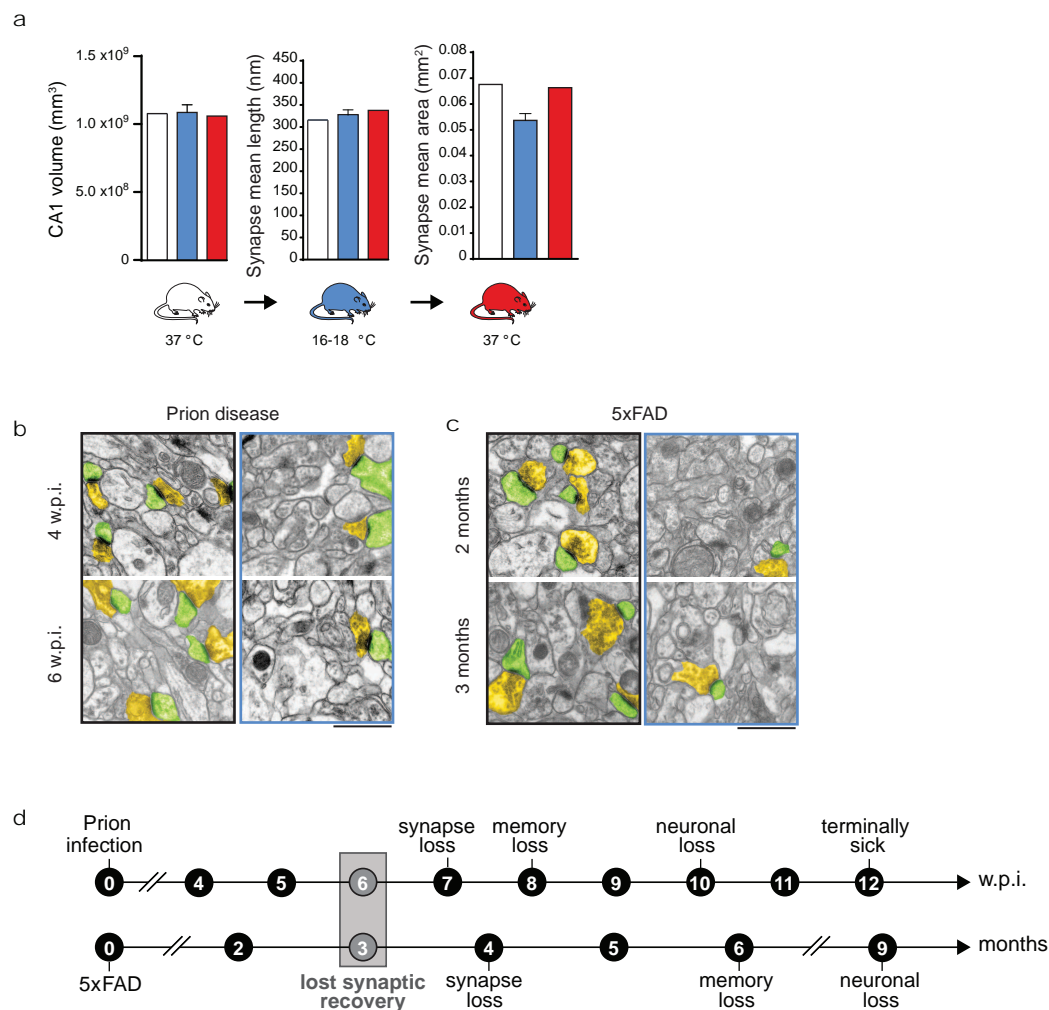 a
CA1 volume (mm³)
1.5 x10⁹
1.0 x10⁹
5.0 x10⁸
0
Synapse mean length (nm)
450
400
350
300
250
200
150
100
50
0
Synapse mean area (mm²)
0.08
0.07
0.06
0.05
0.04
0.03
0.02
0.01
0
37 °C
16-18 °C
37 °C
b
Prion disease
4 w.p.i.
6 w.p.i.
c
5xFAD
2 months
3 months
d
Prion
infection
synapse
loss
memory
loss
neuronal
loss
terminally
sick
0 4 5 6 7 8 9 10 11 12 w.p.i.
0 2 3 4 5 6 9 months
5xFAD
lost synaptic
recovery
synapse
loss
memory
loss
neuronal
loss